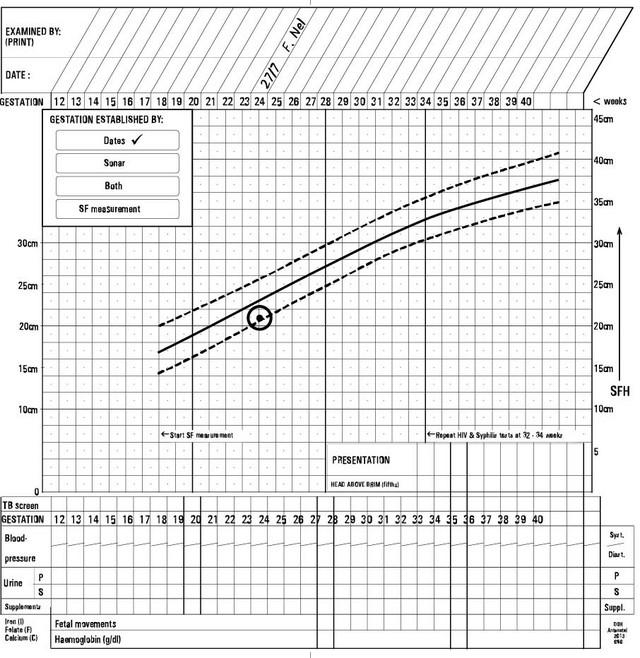 EXAMINED BY:
(PRINT)
F. Nel
DATE :
27/7
GESTATION 12 13 14 15 16 17 18 19 20 21 22 23 24 25 26 27 28 29 30 31 32 33 34 35 36 37 38 39 40 < weeks
GESTATION ESTABLISHED BY:
Dates ✓
Sonar
Both
SF measurement
45cm
40cm
35cm
30cm 30cm
25cm 25cm
20cm 20cm
15cm 15cm
SFH
10cm 10cm
←Start SF measurement
←Repeat HIV & Syphilis tests at 32 - 34 weeks
5
PRESENTATION
HEAD ABOVE BRIM (fifths)
0
TB screen
GESTATION 12 13 14 15 16 17 18 19 20 21 22 23 24 25 26 27 28 29 30 31 32 33 34 35 36 37 38 39 40
Blood-
pressure
Syst.
Diast.
Urine P P
S S
Supplements Suppl.
Iron (I)
Folate (F)
Calcium (C)
Fetal movements
Haemoglobin (g/dl)
DOH
Antenatal
2013